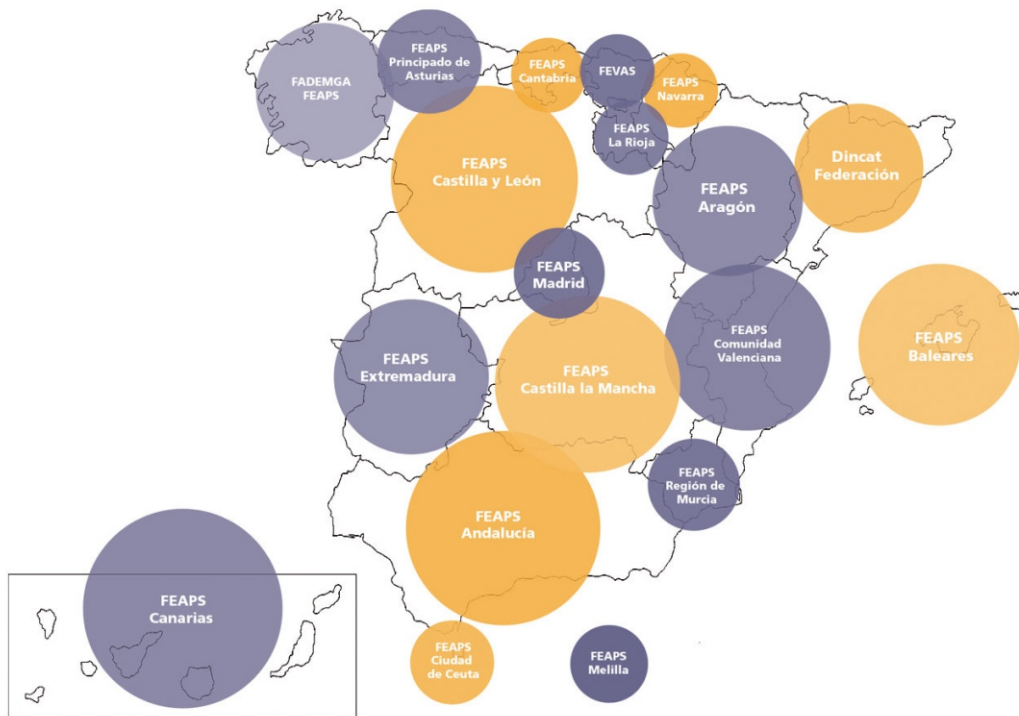 FADEMGA
FEAPS
FEAPS
Principado de
Asturias
FEAPS
Cantabria
FEVAS
FEAPS
Navarra
FEAPS
La Rioja
FEAPS
Castilla y León
FEAPS
Aragón
Dincat
Federación
FEAPS
Madrid
FEAPS
Extremadura
FEAPS
Castilla la Mancha
FEAPS
Comunidad
Valenciana
FEAPS
Baleares
FEAPS
Región de
Murcia
FEAPS
Andalucía
FEAPS
Canarias
FEAPS
Ciudad
de Ceuta
FEAPS
Melilla